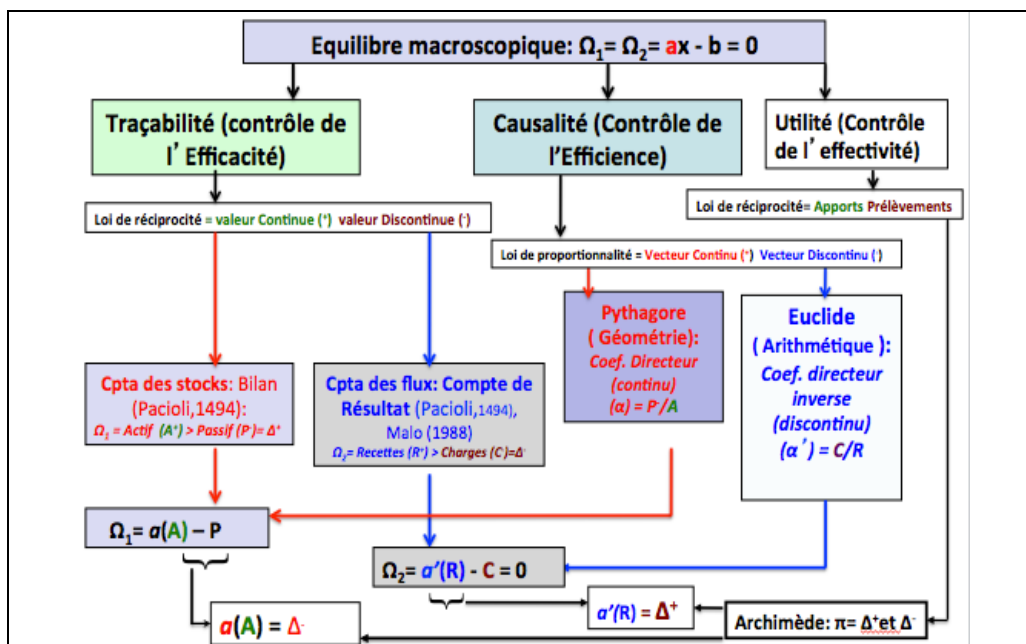 Equilibre macroscopique: Ω₁= Ω₂= ax - b = 0
Traçabilité (contrôle de
l’Efficacité)
Causalité (Contrôle de
l’Efficience)
Utilité (Contrôle
de l’effectivité)
Loi de réciprocité = valeur Continue (⁺) valeur Discontinue (⁻)
Loi de réciprocité= Apports Prélèvements
Loi de proportionnalité = Vecteur Continu (⁺) Vecteur Discontinu (⁻)
Pythagore
( Géométrie):
Coef. Directeur
(continu)
(α) = P⁻/A
Euclide
( Arithmétique ):
Coef. directeur
inverse
(discontinu)
(α’) = C/R
Cpta des stocks: Bilan
(Pacioli,1494):
Ω₁ = Actif (A⁺) > Passif (P⁻)= Δ⁺
Cpta des flux: Compte de
Résultat (Pacioli,1494),
Malo (1988)
Ω₂= Recettes (R⁺) > Charges (C⁻)=Δ⁻
Ω₁= a(A) – P
Ω₂= a’(R) - C = 0
a(A) = Δ⁻
a’(R) = Δ⁺
Archimède: π= Δ⁺et Δ⁻